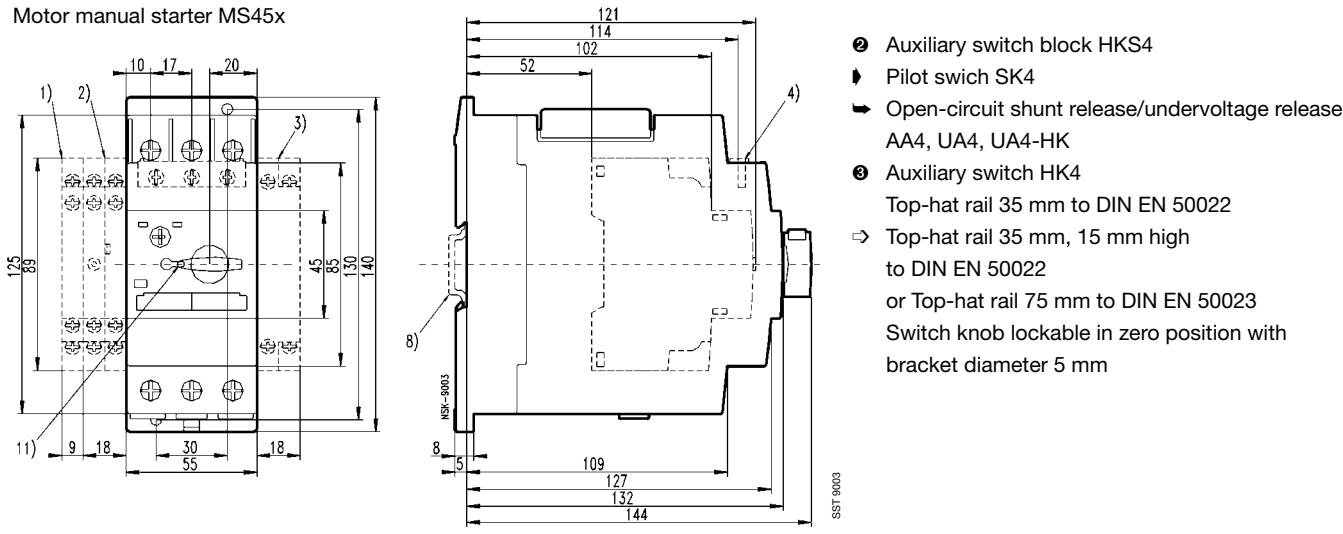 Motor manual starter MS45x
121
114
102
52
10 17 20
1) 2) 3) 4)
125 89 45 85 130 140
8)
11)
NSK-9003
9 18 30 18
55
8
5 109
127
132
144
SST 9003
❷ Auxiliary switch block HKS4
Pilot swich SK4
Open-circuit shunt release/undervoltage release
AA4, UA4, UA4-HK
❸ Auxiliary switch HK4
Top-hat rail 35 mm to DIN EN 50022
Top-hat rail 35 mm, 15 mm high
to DIN EN 50022
or Top-hat rail 75 mm to DIN EN 50023
Switch knob lockable in zero position with
bracket diameter 5 mm